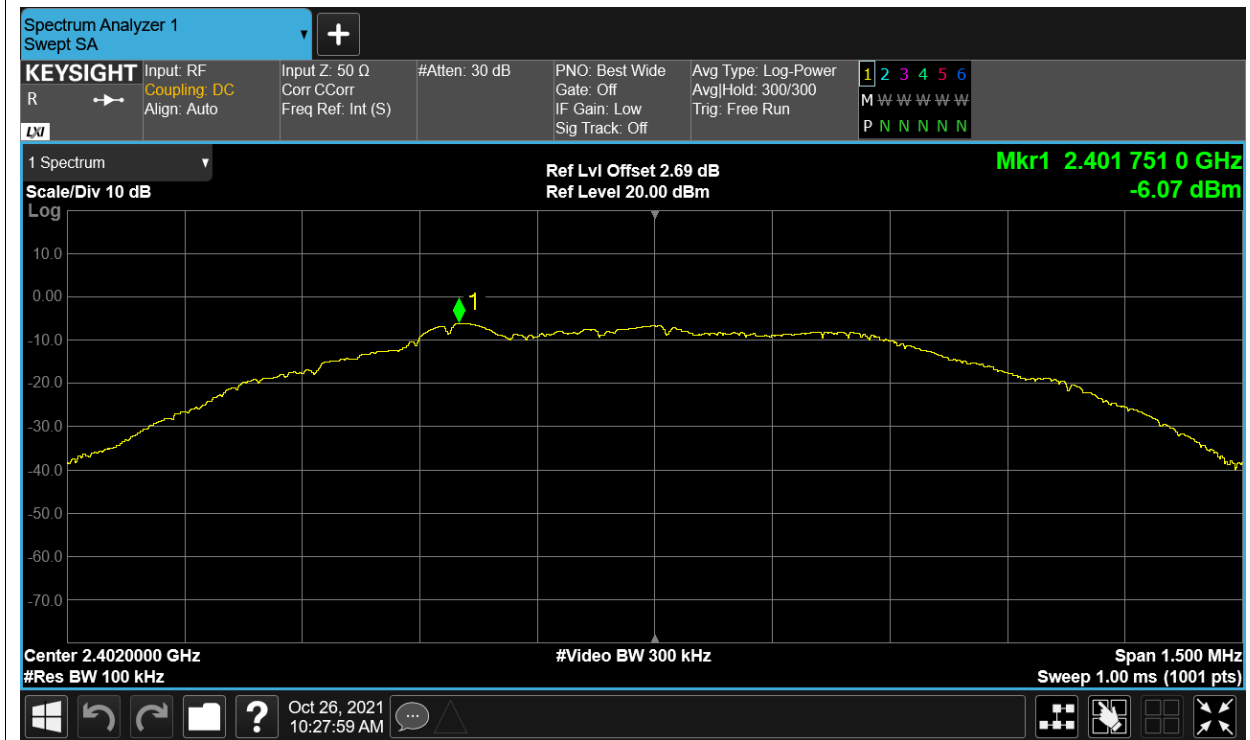 Spectrum Analyzer 1
Swept SA
KEYSIGHT
R
LXI
Input: RF
Coupling: DC
Align: Auto
Input Z: 50 Ω
Corr CCorr
Freq Ref: Int (S)
#Atten: 30 dB
PNO: Best Wide
Gate: Off
IF Gain: Low
Sig Track: Off
Avg Type: Log-Power
Avg|Hold: 300/300
Trig: Free Run
1 2 3 4 5 6
M W W W W W
P N N N N N
1 Spectrum
Scale/Div 10 dB
Log
Ref Lvl Offset 2.69 dB
Ref Level 20.00 dBm
Mkr1 2.401 751 0 GHz
-6.07 dBm
10.0
0.00
-10.0
-20.0
-30.0
-40.0
-50.0
-60.0
-70.0
1
Center 2.4020000 GHz
#Res BW 100 kHz
#Video BW 300 kHz
Span 1.500 MHz
Sweep 1.00 ms (1001 pts)
?
Oct 26, 2021
10:27:59 AM